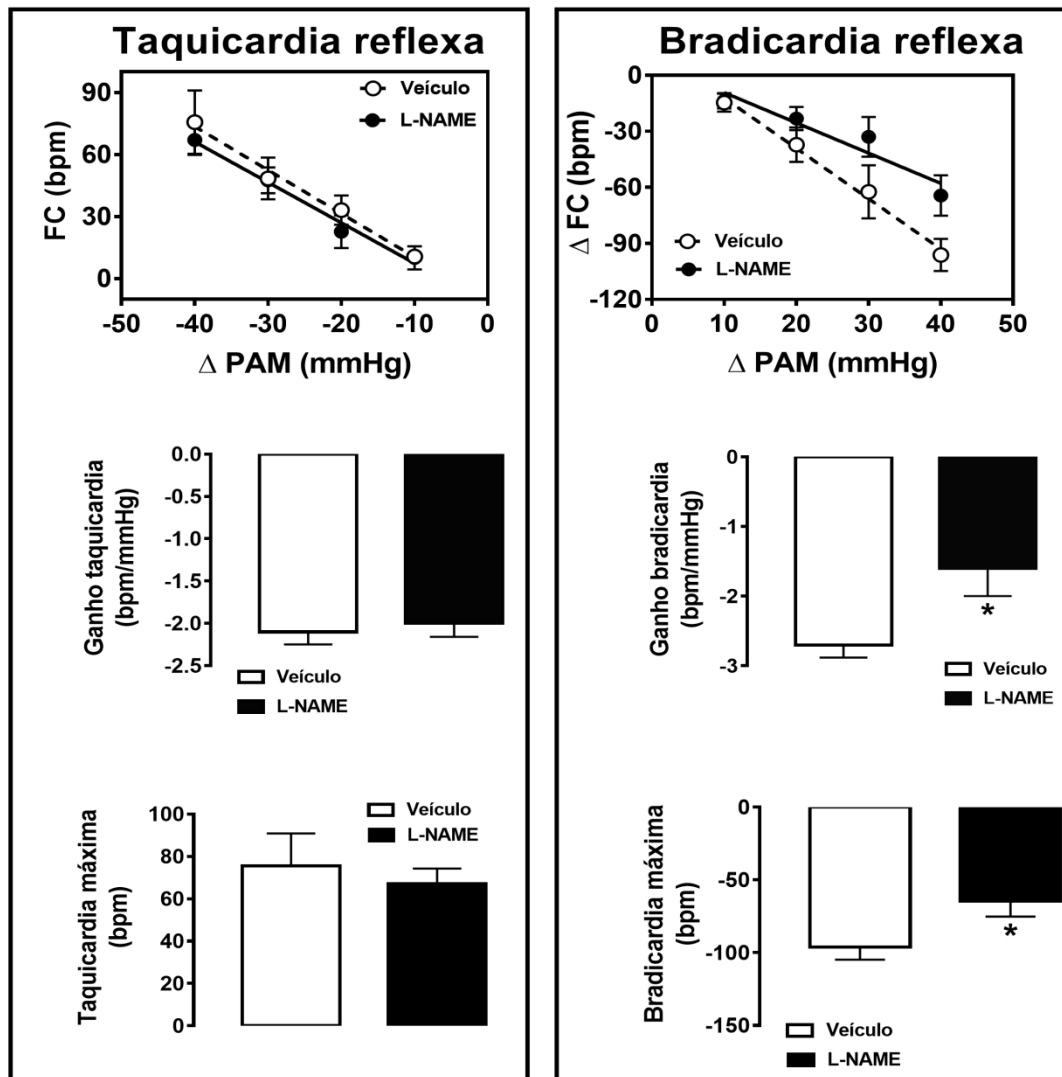 Taquicardia reflexa
90
60
30
0
FC (bpm)
Veículo
L-NAME
-50 -40 -30 -20 -10 0
Δ PAM (mmHg)
0.0
-0.5
-1.0
-1.5
-2.0
-2.5
Ganho taquicardia
(bpm/mmHg)
Veículo
L-NAME
100
80
60
40
20
0
Taquicardia máxima
(bpm)
Veículo
L-NAME
Bradicardia reflexa
0
-30
-60
-90
-120
Δ FC (bpm)
Veículo
L-NAME
0 10 20 30 40 50
Δ PAM (mmHg)
0
-1
-2
-3
Ganho bradicardia
(bpm/mmHg)
*
Veículo
L-NAME
0
-50
-100
-150
Bradicardia máxima
(bpm)
*
Veículo
L-NAME